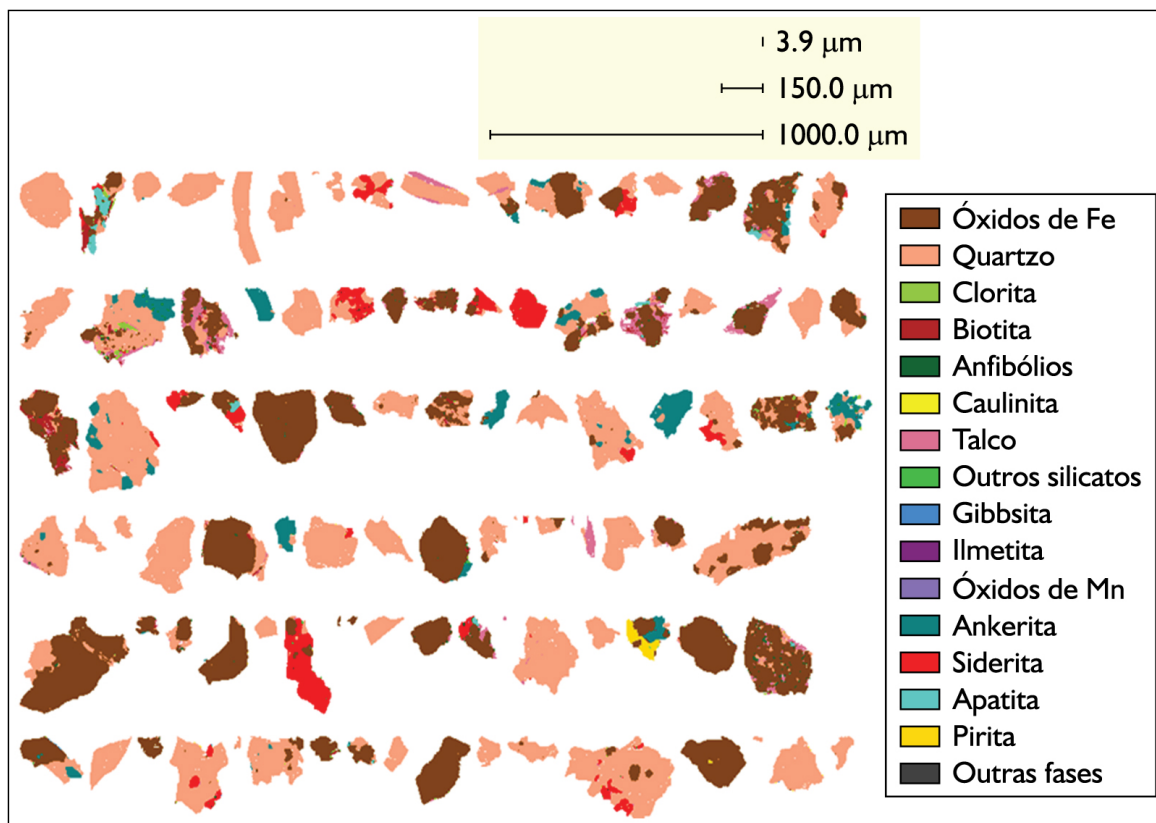 3.9 μm
150.0 μm
1000.0 μm
Óxidos de Fe
Quartzo
Clorita
Biotita
Anfibólios
Caulinita
Talco
Outros silicatos
Gibbsita
Ilmetita
Óxidos de Mn
Ankerita
Siderita
Apatita
Pirita
Outras fases